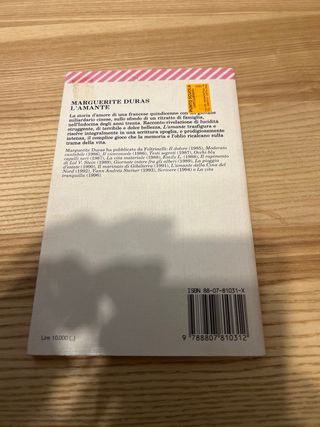 MARGUERITE DURAS
L'AMANTE
La storia d'amore di una francese quindicenne con un
miliardario cinese, sullo sfondo di un ritratto di famiglia,
nell'Indocina degli anni trenta. Racconto-rivelazione di lucidità
struggente, di terribile e dolce bellezza, L'amante trasfigura e
risolve integralmente in una scrittura spoglia, e prodigiosamente
intensa, il complice gioco che la memoria e l'oblio ricalcano sulla
trama della vita.
Marguerite Duras ha pubblicato da Feltrinelli: Il dolore (1985), Moderato
cantabile (1986), Il viceconsole (1986), Testi segreti (1987), Occhi blu
capelli neri (1987), La vita materiale (1988), Emily L. (1988), Il rapimento
di Lol V. Stein (1989), Giornate intere fra gli alberi (1989), La pioggia
d'estate (1990), Il marinaio di Gibilterra (1991), L'amante della Cina del
Nord (1992), Yann Andréa Steiner (1993), Scrivere (1994) e La vita
tranquilla (1996).
PUNTO SCUOLA
ISBN 88-07-81031-X
9 788807 810312
Lire 10.000 (..)